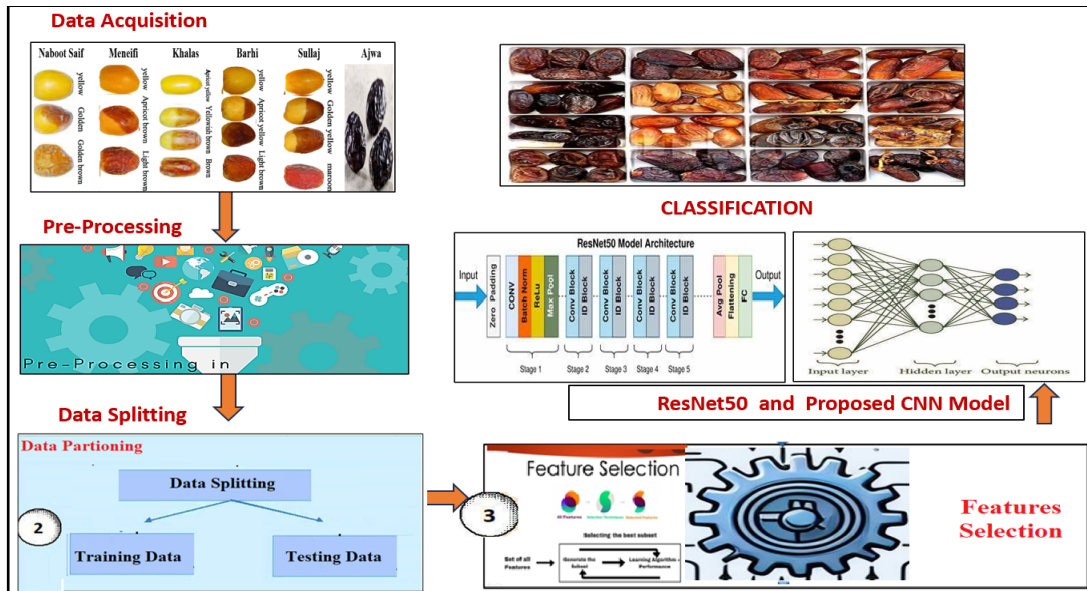 Data Acquisition
Naboot Saif Meneifi Khalas Barhi Sullaj Ajwa
yellow
Golden
Golden brown
yellow
Apricot brown
Light brown
Apricot yellow
Yellowish brown
Brown
yellow
Apricot yellow
Light brown
yellow
Golden yellow
maroon
Pre-Processing
Pre-Processing in
Data Splitting
Data Partioning
Data Splitting
2
Training Data Testing Data
3
Feature Selection
All Features Selection Techniques Selected Features
Selecting the best subset
Set of all Features
Generate the Subset
Learning Algorithm + Performance
Features
Selection
CLASSIFICATION
ResNet50 Model Architecture
Input
Zero Padding
CONV
Batch Norm
ReLu
Max Pool
Conv Block
ID Block
Conv Block
ID Block
Conv Block
ID Block
Conv Block
ID Block
Avg Pool
Flattening
FC
Output
Stage 1 Stage 2 Stage 3 Stage 4 Stage 5
Input layer Hidden layer Output neurons
ResNet50 and Proposed CNN Model